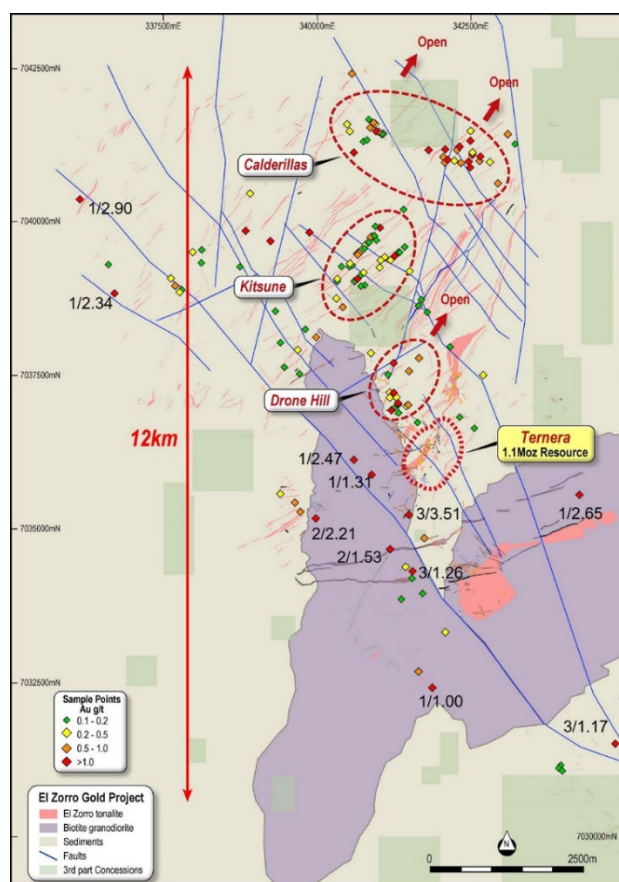 337500mE
340000mE
342500mE
7042500mN
Open
Open
Calderillas
7040000mN
1/2.90
1/2.34
Kitsune
Open
7037500mN
Drone Hill
12km
Ternera
1.1Moz Resource
1/2.47
1/1.31
3/3.51
1/2.65
7035000mN
2/2.21
2/1.53
3/1.26
7032500mN
1/1.00
3/1.17
Sample Points
Au g/t
0.1 - 0.2
0.2 - 0.5
0.5 - 1.0
>1.0
El Zorro Gold Project
El Zorro tonalite
Biotite granodiorite
Sediments
Faults
3rd part Concessions
7030000mN
N
0
2500m